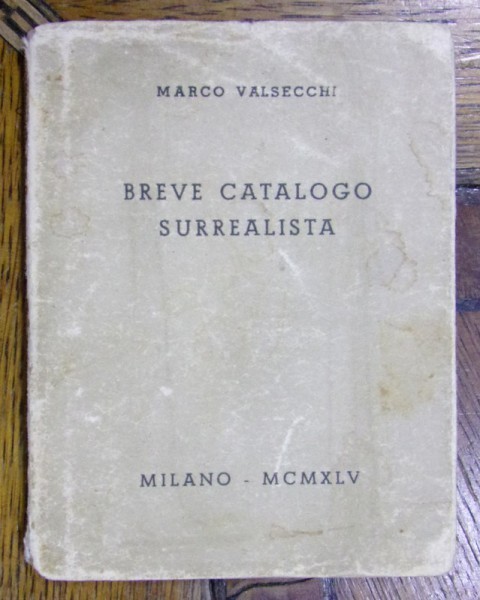 MARCO VALSECCHI
BREVE CATALOGO
SURREALISTA
MILANO - MCMXLV